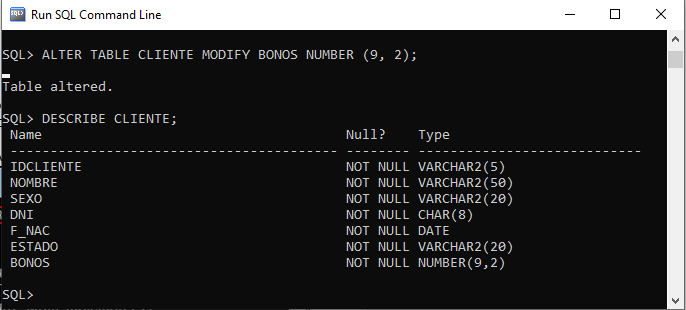 Run SQL Command Line
SQL> ALTER TABLE CLIENTE MODIFY BONOS NUMBER (9, 2);
Table altered.
SQL> DESCRIBE CLIENTE;
Name                                      Null?    Type
----------------------------------------- -------- ----------------------------
IDCLIENTE                                 NOT NULL VARCHAR2(5)
NOMBRE                                    NOT NULL VARCHAR2(50)
SEXO                                      NOT NULL VARCHAR2(20)
DNI                                       NOT NULL CHAR(8)
F_NAC                                     NOT NULL DATE
ESTADO                                    NOT NULL VARCHAR2(20)
BONOS                                     NOT NULL NUMBER(9,2)
SQL>